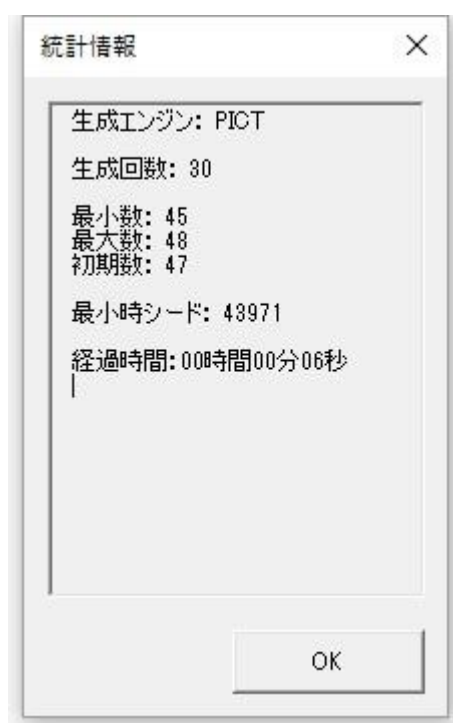 統計情報
生成エンジン: PICT
生成回数: 30
最小数: 45
最大数: 48
初期数: 47
最小時シード: 43971
経過時間:00時間00分06秒
OK